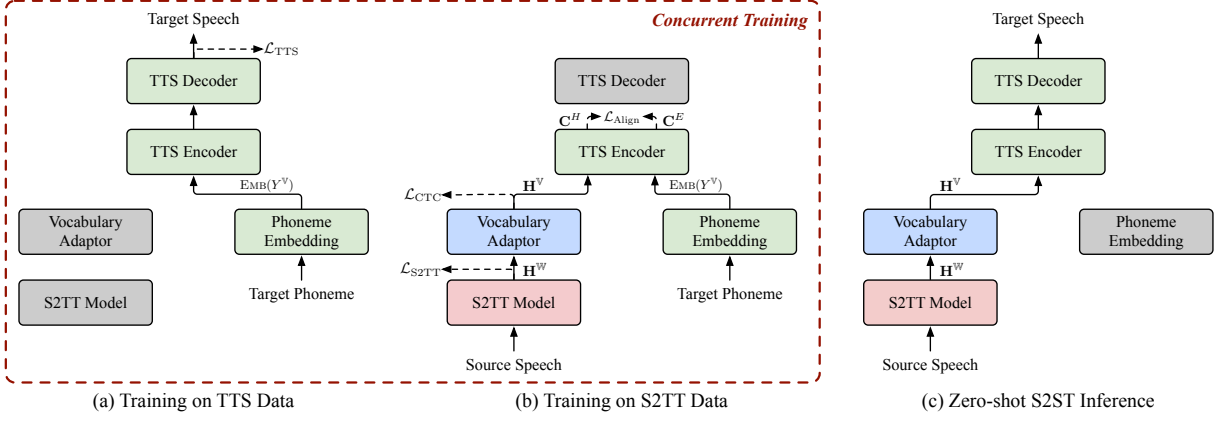 Concurrent Training
Target Speech
ℒ_TTS
TTS Decoder
TTS Encoder
EMB(Y^𝕍)
Vocabulary
Adaptor
Phoneme
Embedding
S2TT Model
Target Phoneme
(a) Training on TTS Data
TTS Decoder
C^H ℒ_Align C^E
TTS Encoder
ℒ_CTC H^𝕍 EMB(Y^𝕍)
Vocabulary
Adaptor
Phoneme
Embedding
ℒ_S2TT H^𝕎
S2TT Model
Target Phoneme
Source Speech
(b) Training on S2TT Data
Target Speech
TTS Decoder
TTS Encoder
H^𝕍
Vocabulary
Adaptor
Phoneme
Embedding
H^𝕎
S2TT Model
Source Speech
(c) Zero-shot S2ST Inference